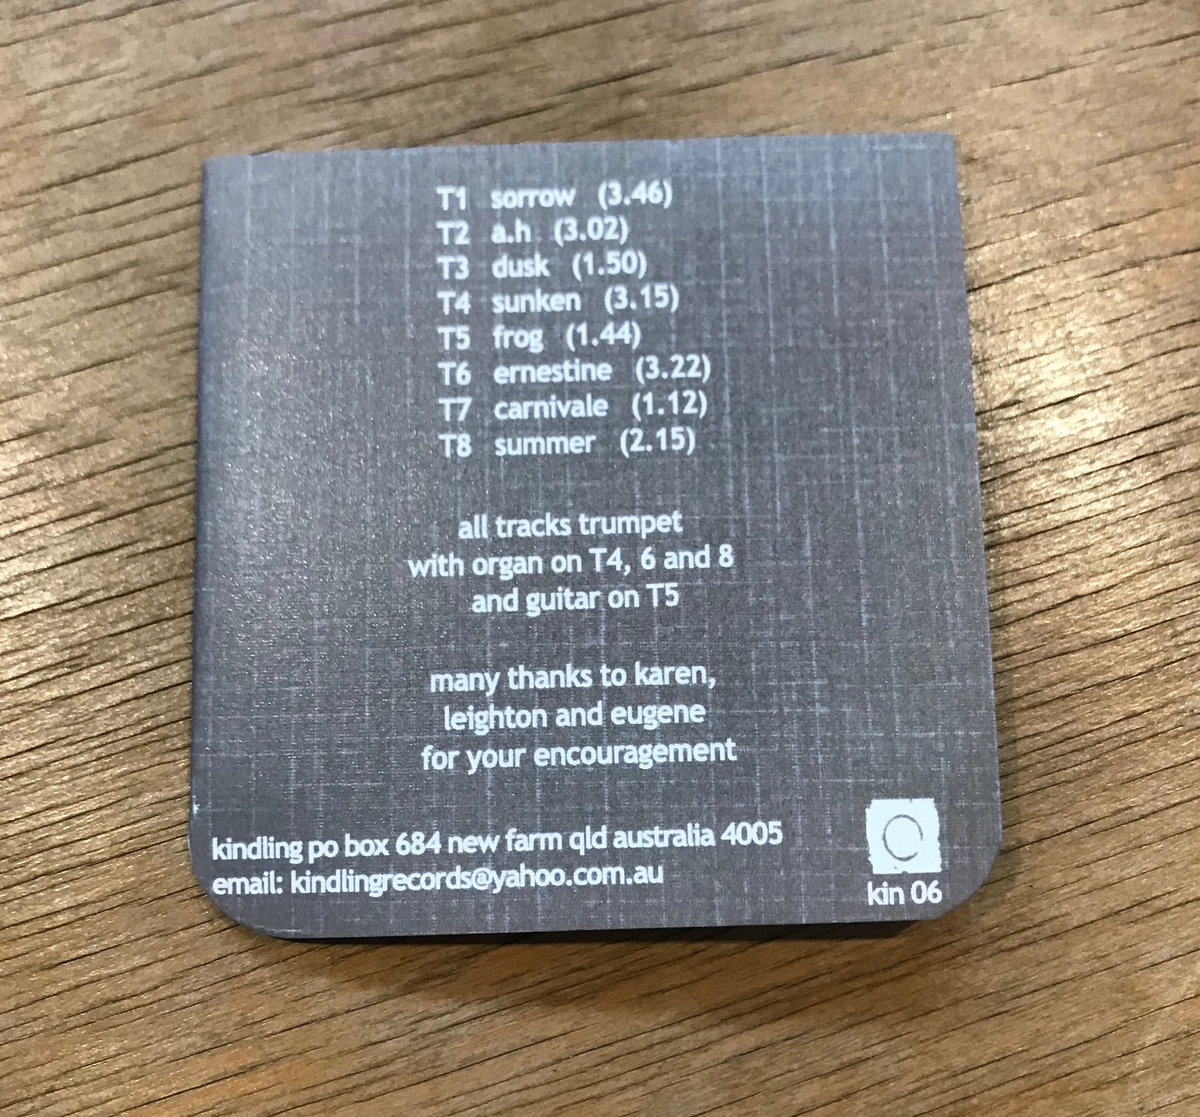 T1 sorrow (3.46)
T2 a.h (3.02)
T3 dusk (1.50)
T4 sunken (3.15)
T5 frog (1.44)
T6 ernestine (3.22)
T7 carnivale (1.12)
T8 summer (2.15)
all tracks trumpet
with organ on T4, 6 and 8
and guitar on T5
many thanks to karen,
leighton and eugene
for your encouragement
kindling po box 684 new farm qld australia 4005
email: kindlingrecords@yahoo.com.au
kin 06